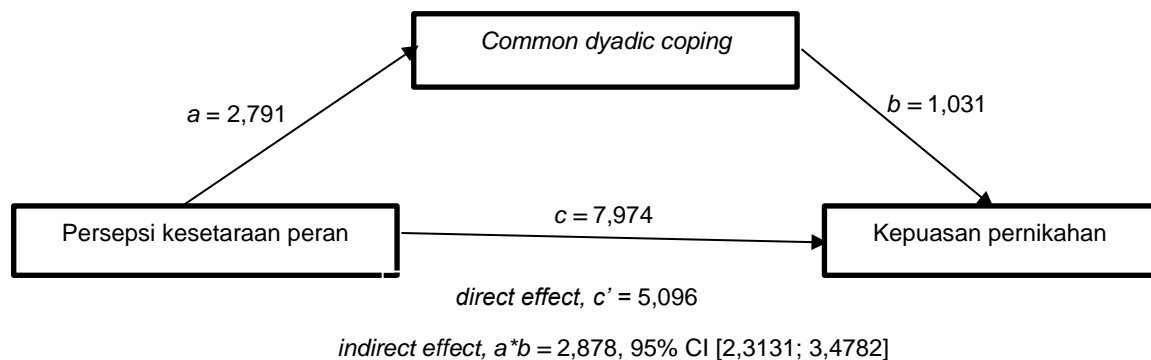 Common dyadic coping
a = 2,791
b = 1,031
Persepsi kesetaraan peran
c = 7,974
Kepuasan pernikahan
direct effect, c’ = 5,096
indirect effect, a*b = 2,878, 95% CI [2,3131; 3,4782]